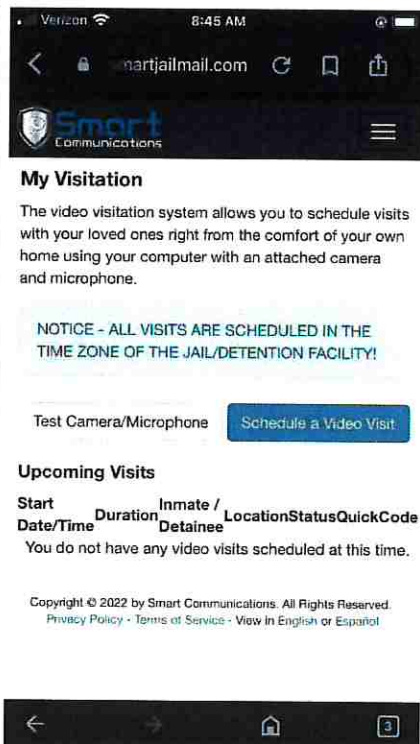 Verizon
8:45 AM
martjailmail.com
Smart
Communications
My Visitation
The video visitation system allows you to schedule visits
with your loved ones right from the comfort of your own
home using your computer with an attached camera
and microphone.
NOTICE - ALL VISITS ARE SCHEDULED IN THE
TIME ZONE OF THE JAIL/DETENTION FACILITY!
Test Camera/Microphone Schedule a Video Visit
Upcoming Visits
Start Date/Time Duration Inmate / Detainee Location Status QuickCode
You do not have any video visits scheduled at this time.
Copyright © 2022 by Smart Communications. All Rights Reserved.
Privacy Policy - Terms of Service - View in English or Español
3